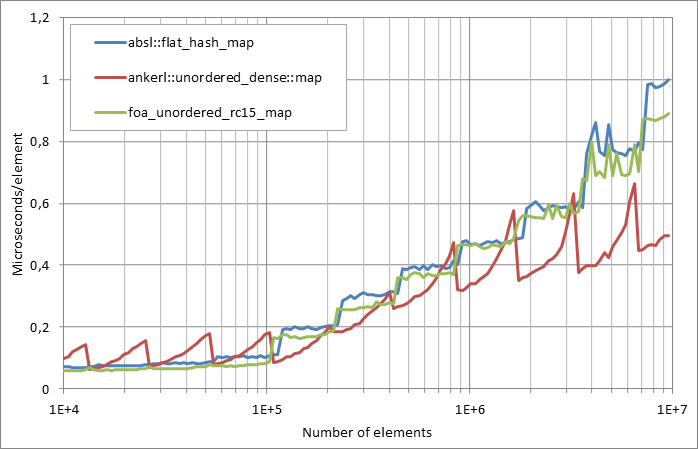 1,2
1
0,8
0,6
0,4
0,2
0
Microseconds/element
absl::flat_hash_map
ankerl::unordered_dense::map
foa_unordered_rc15_map
1E+4 1E+5 1E+6 1E+7
Number of elements